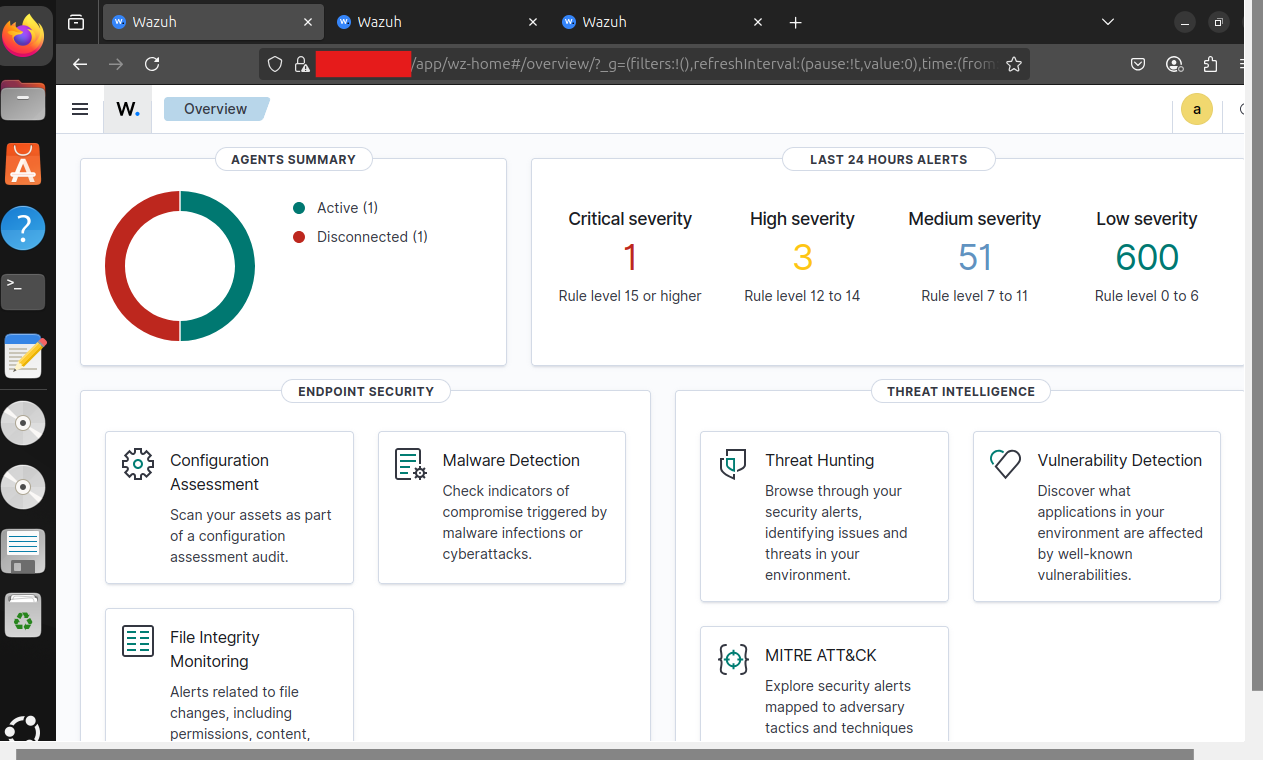 Wazuh
Wazuh
Wazuh
/app/wz-home#/overview/?_g=(filters:!(),refreshInterval:(pause:!t,value:0),time:(from
W.
Overview
a
AGENTS SUMMARY
Active (1)
Disconnected (1)
LAST 24 HOURS ALERTS
Critical severity
1
Rule level 15 or higher
High severity
3
Rule level 12 to 14
Medium severity
51
Rule level 7 to 11
Low severity
600
Rule level 0 to 6
ENDPOINT SECURITY
Configuration
Assessment
Scan your assets as part
of a configuration
assessment audit.
Malware Detection
Check indicators of
compromise triggered by
malware infections or
cyberattacks.
File Integrity
Monitoring
Alerts related to file
changes, including
permissions, content,
THREAT INTELLIGENCE
Threat Hunting
Browse through your
security alerts,
identifying issues and
threats in your
environment.
Vulnerability Detection
Discover what
applications in your
environment are affected
by well-known
vulnerabilities.
MITRE ATT&CK
Explore security alerts
mapped to adversary
tactics and techniques